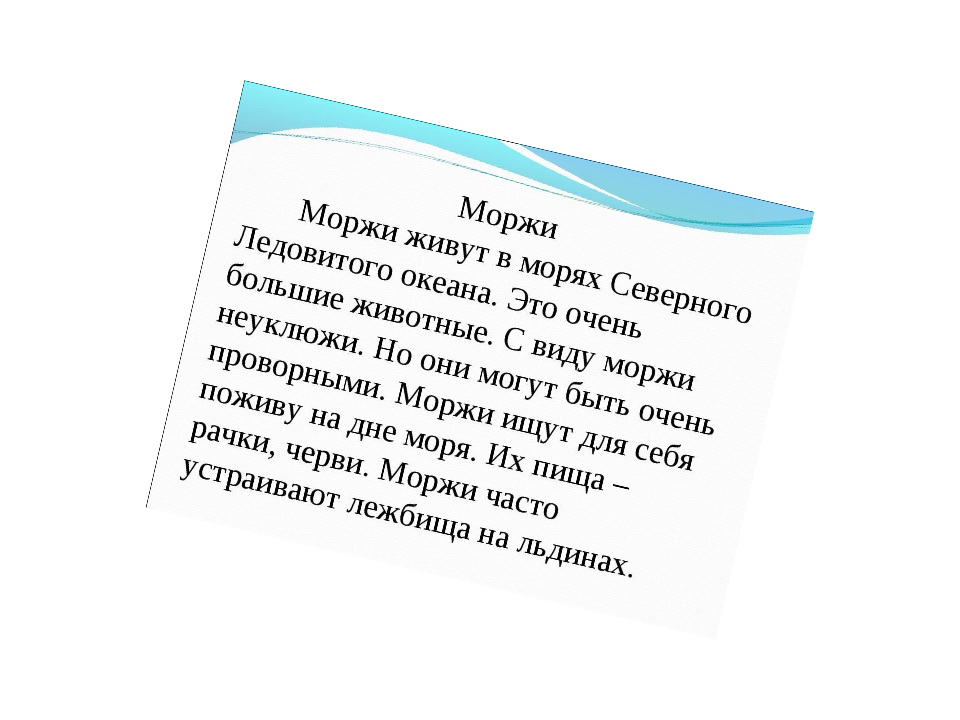 Моржи
Моржи живут в морях Северного
Ледовитого океана. Это очень
большие животные. С виду моржи
неуклюжи. Но они могут быть очень
проворными. Моржи ищут для себя
поживу на дне моря. Их пища –
рачки, черви. Моржи часто
устраивают лежбища на льдинах.